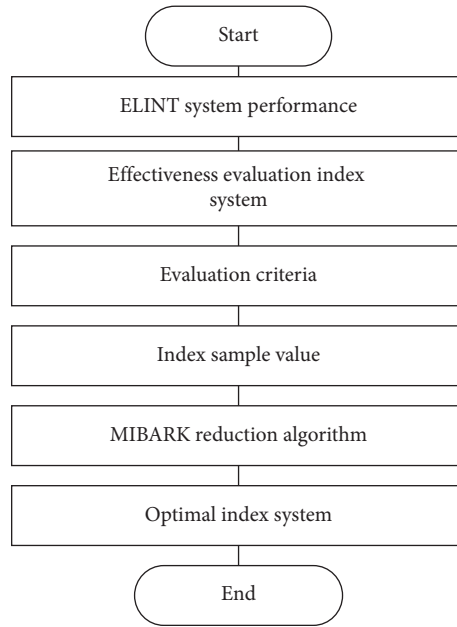 Start
ELINT system performance
Effectiveness evaluation index
system
Evaluation criteria
Index sample value
MIBARK reduction algorithm
Optimal index system
End